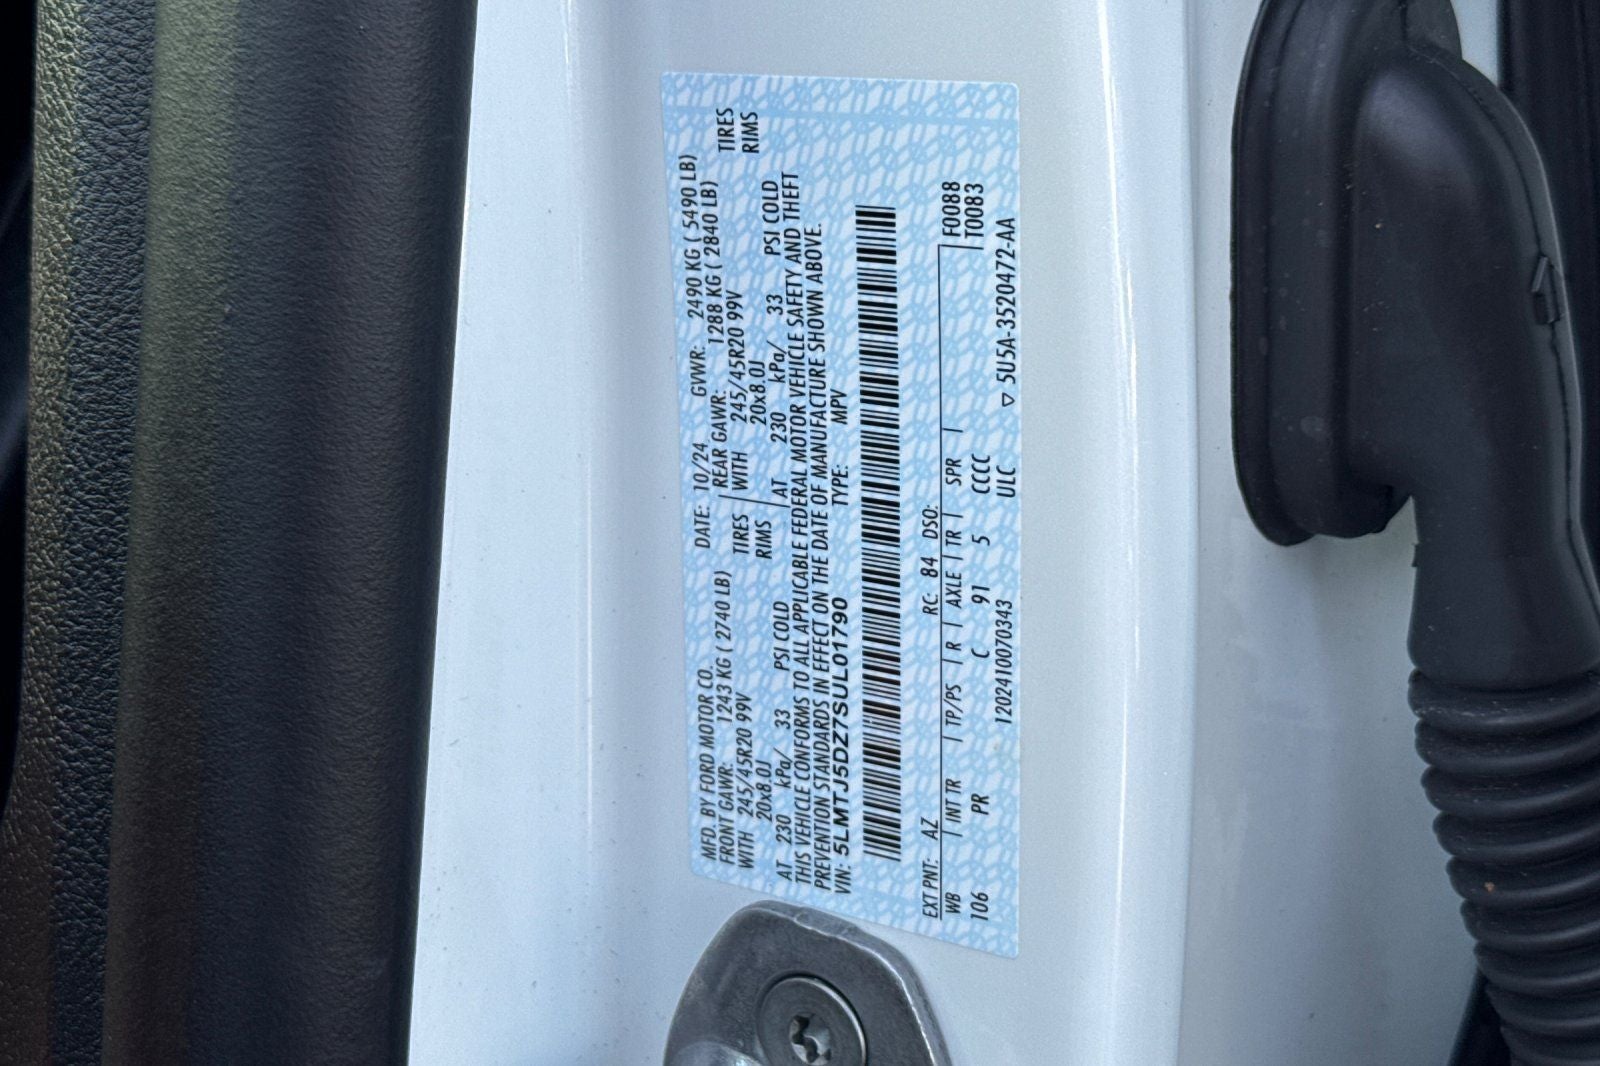 MFD. BY FORD MOTOR CO. DATE: 10/24 GVWR: 2490 KG ( 5490 LB)
FRONT GAWR: 1243 KG ( 2740 LB) REAR GAWR: 1288 KG ( 2840 LB)
WITH 245/45R20 99V TIRES WITH 245/45R20 99V TIRES
20x8.0J RIMS 20x8.0J RIMS
AT 230 kPa/ 33 PSI COLD AT 230 kPa/ 33 PSI COLD
THIS VEHICLE CONFORMS TO ALL APPLICABLE FEDERAL MOTOR VEHICLE SAFETY AND THEFT
PREVENTION STANDARDS IN EFFECT ON THE DATE OF MANUFACTURE SHOWN ABOVE.
VIN: 5LMTJ5DZ7SUL01790 TYPE: MPV
EXT PNT: AZ RC: 84 DSO: F0088
WB INT TR TP/PS R AXLE TR SPR T0083
106 PR C 91 5 CCCC
1202410070343 ULC ▽ 5U5A-3520472-AA